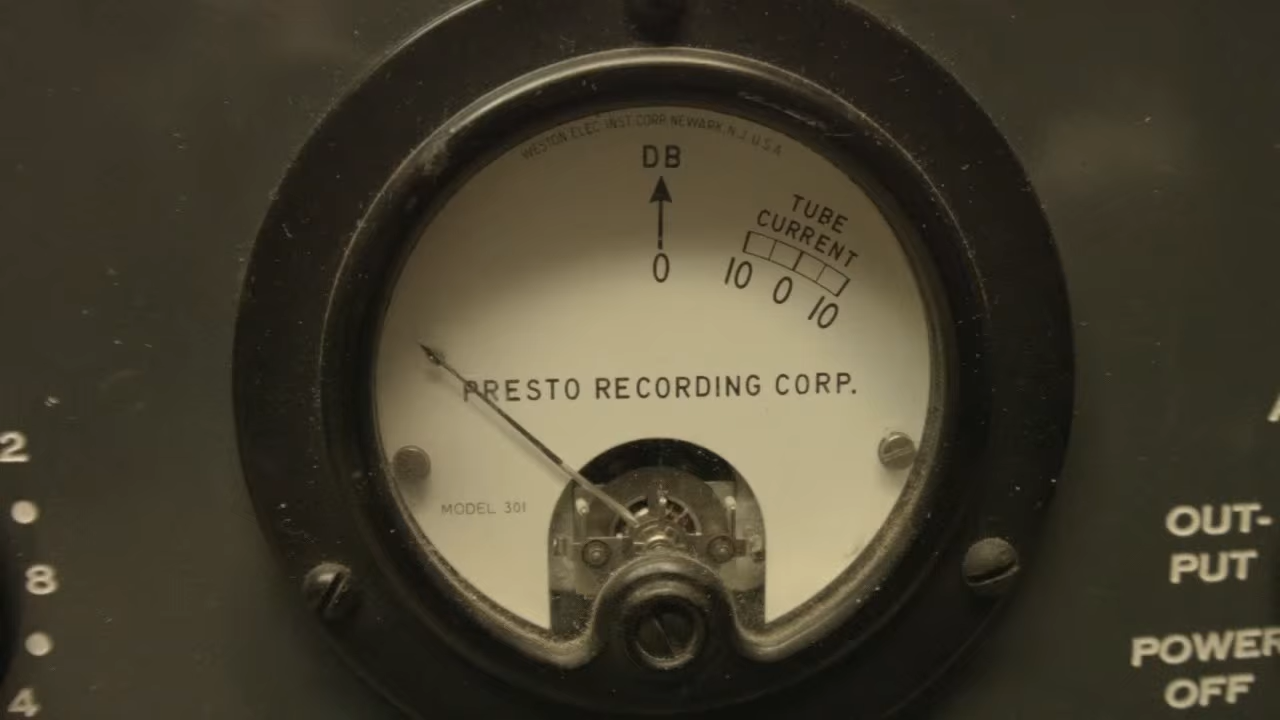 WESTON ELEC. INST. CORP. NEWARK, N.J. U.S.A.
DB
0
TUBE
CURRENT
10 0 10
PRESTO RECORDING CORP.
MODEL 301
2
8
4
OUT-
PUT
POWER
OFF